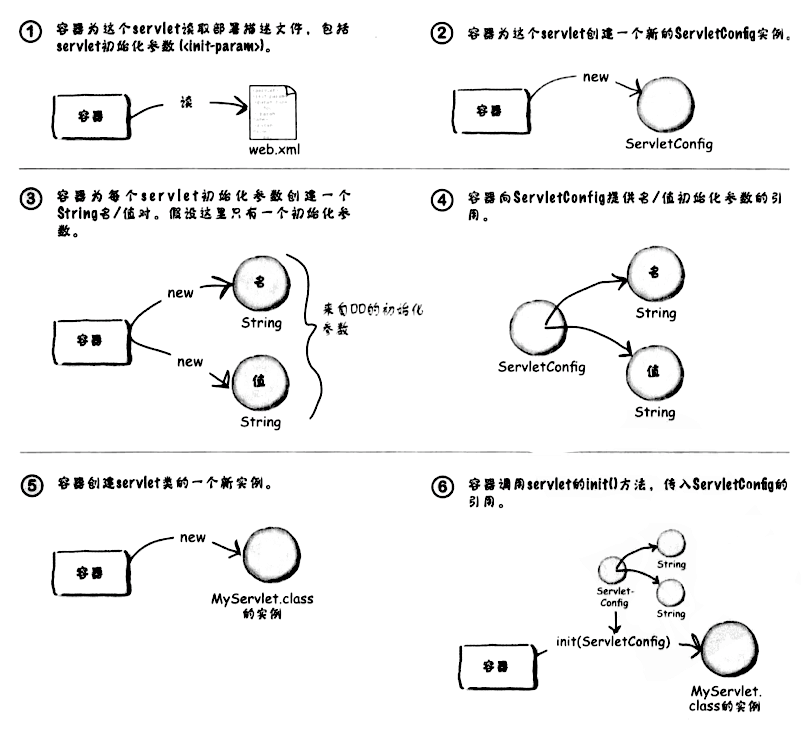 ① 容器为这个servlet读取部署描述文件，包括
servlet初始化参数 (<init-param>)。
容器
读
web.xml
② 容器为这个servlet创建一个新的ServletConfig实例。
容器
new
ServletConfig
③ 容器为每个servlet初始化参数创建一个
String名/值对。假设这里只有一个初始化参
数。
容器
new
名
String
new
值
String
来自DD的初始化
参数
④ 容器向ServletConfig提供名/值初始化参数的引
用。
ServletConfig
名
String
值
String
⑤ 容器创建servlet类的一个新实例。
容器
new
MyServlet.class
的实例
⑥ 容器调用servlet的init()方法，传入ServletConfig的
引用。
String
Servlet-
Config
String
容器
init(ServletConfig)
MyServlet.
class的实例